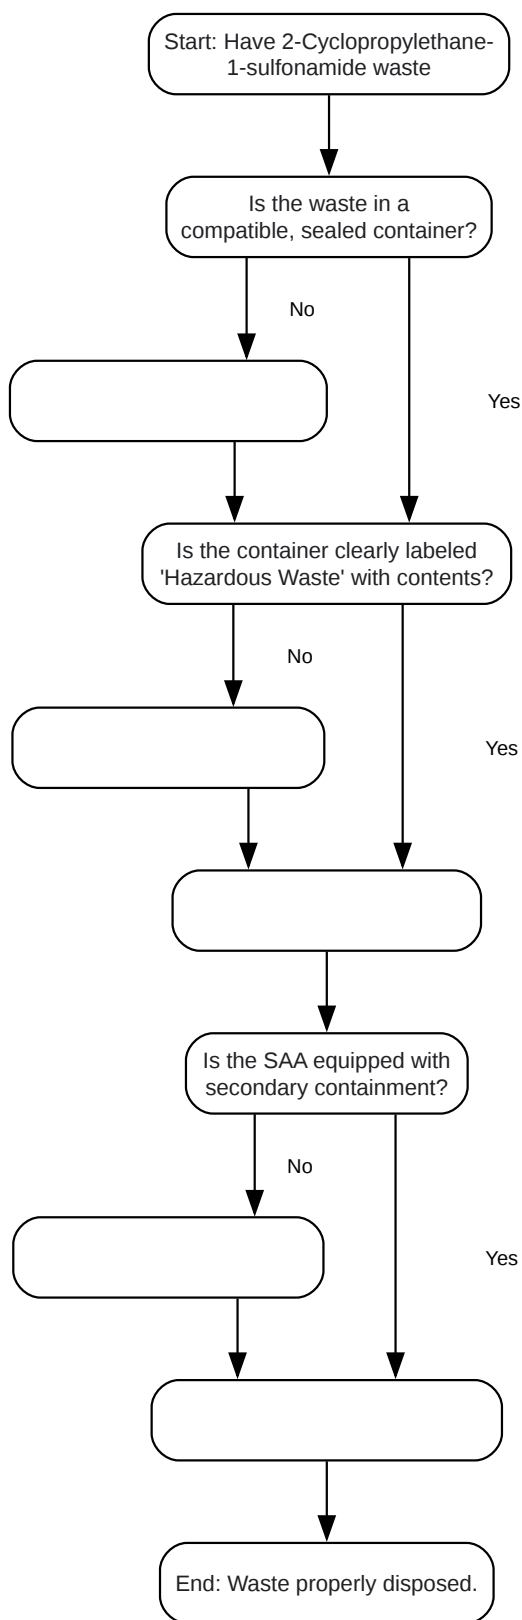 Start: Have 2-Cyclopropylethane-
1-sulfonamide waste
Is the waste in a
compatible, sealed container?
No
Yes
Is the container clearly labeled
'Hazardous Waste' with contents?
No
Yes
Is the SAA equipped with
secondary containment?
No
Yes
End: Waste properly disposed.